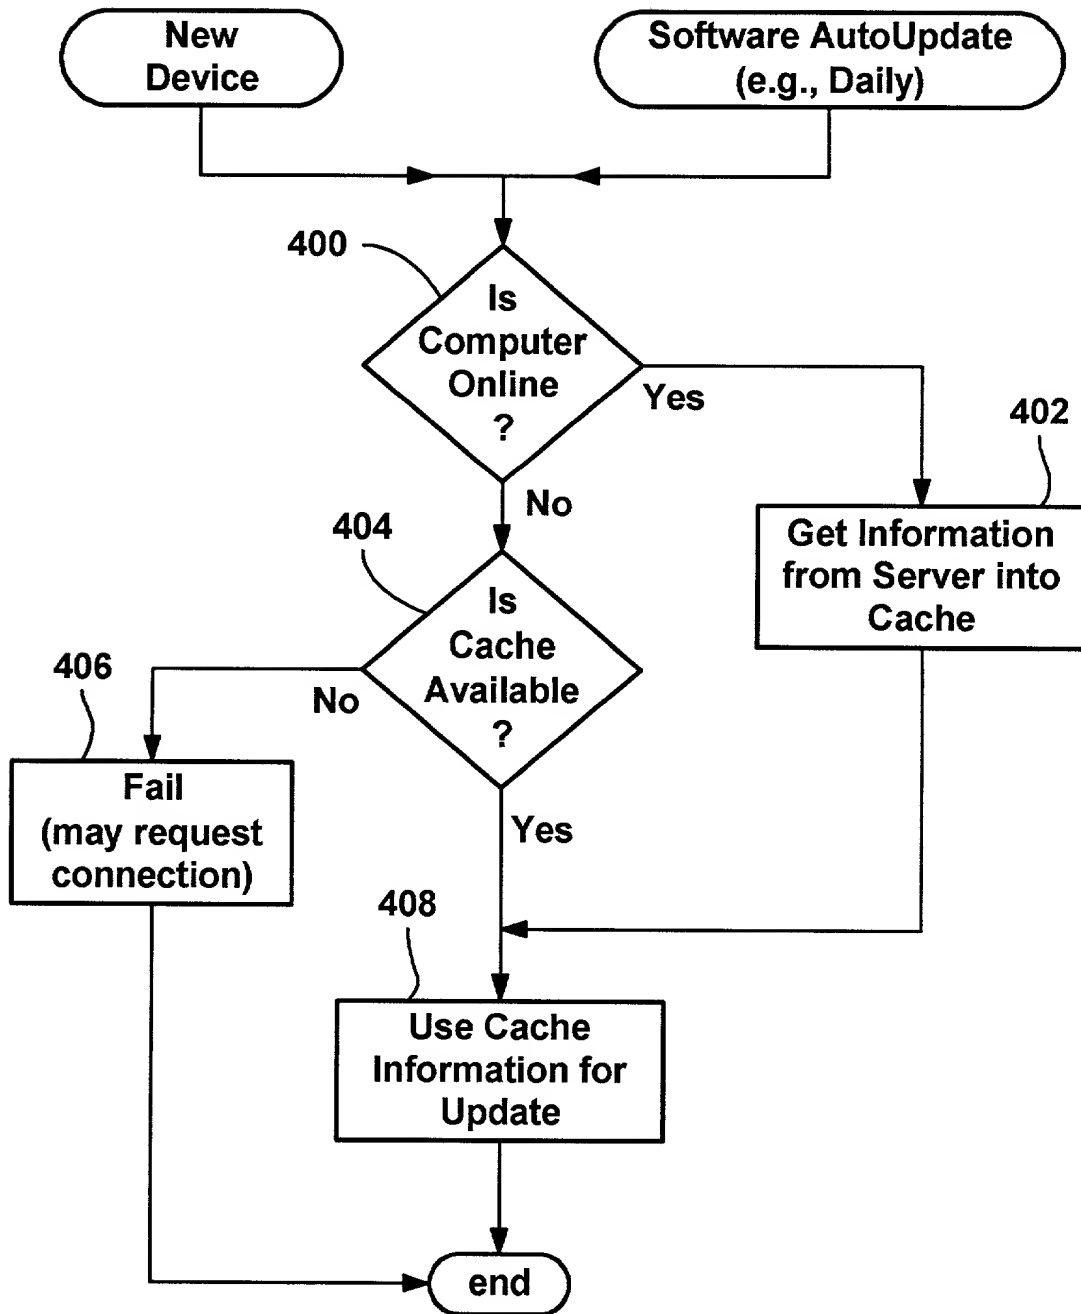 New
Device
Software AutoUpdate
(e.g., Daily)
400
Is
Computer
Online
?
Yes
402
No
Get Information
from Server into
Cache
404
Is
Cache
Available
?
406
No
Fail
(may request
connection)
Yes
408
Use Cache
Information for
Update
end